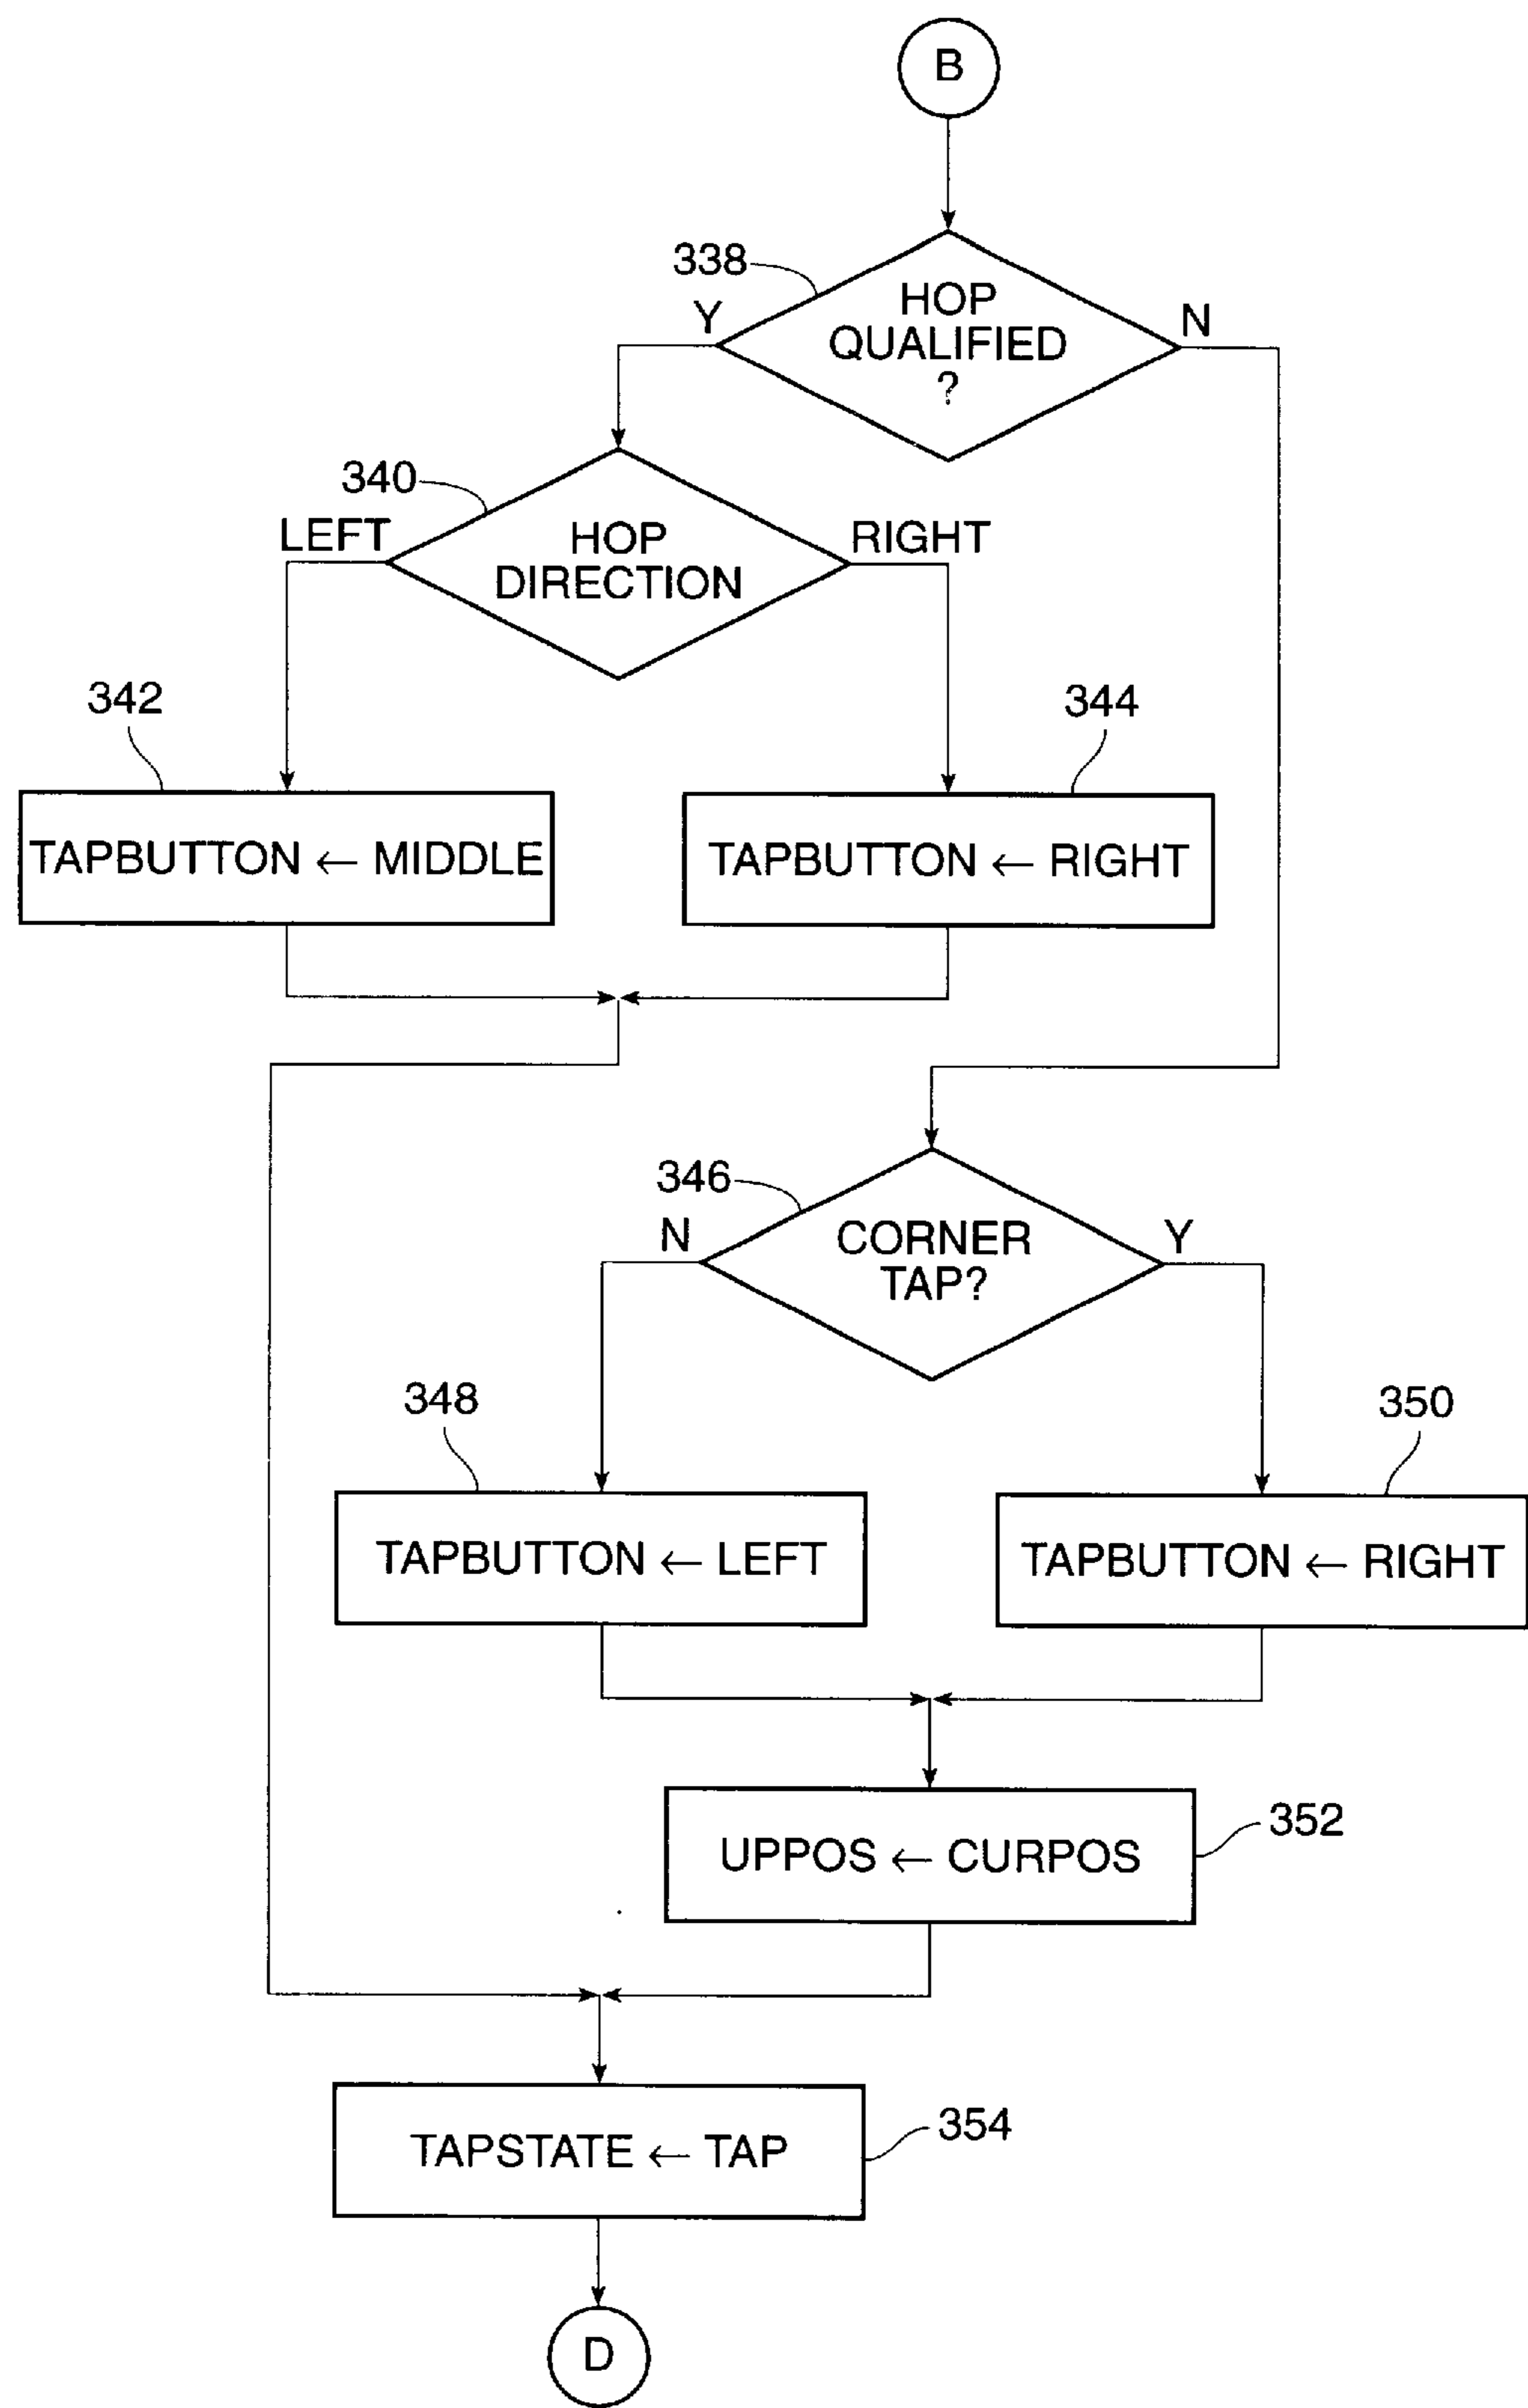 B
338
HOP
QUALIFIED
?
Y
N
340
HOP
DIRECTION
LEFT
RIGHT
342
TAPBUTTON ← MIDDLE
344
TAPBUTTON ← RIGHT
346
CORNER
TAP?
N
Y
348
TAPBUTTON ← LEFT
350
TAPBUTTON ← RIGHT
UPPOS ← CURPOS
352
TAPSTATE ← TAP
354
D